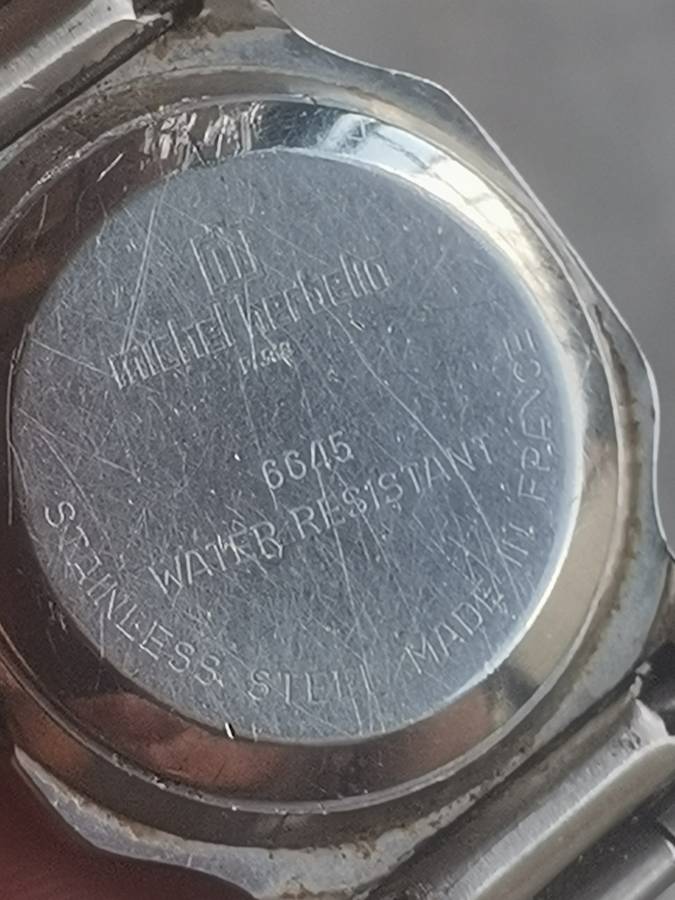 michel herbelin
6645
WATER RESISTANT
STAINLESS STEEL MADE IN FRANCE